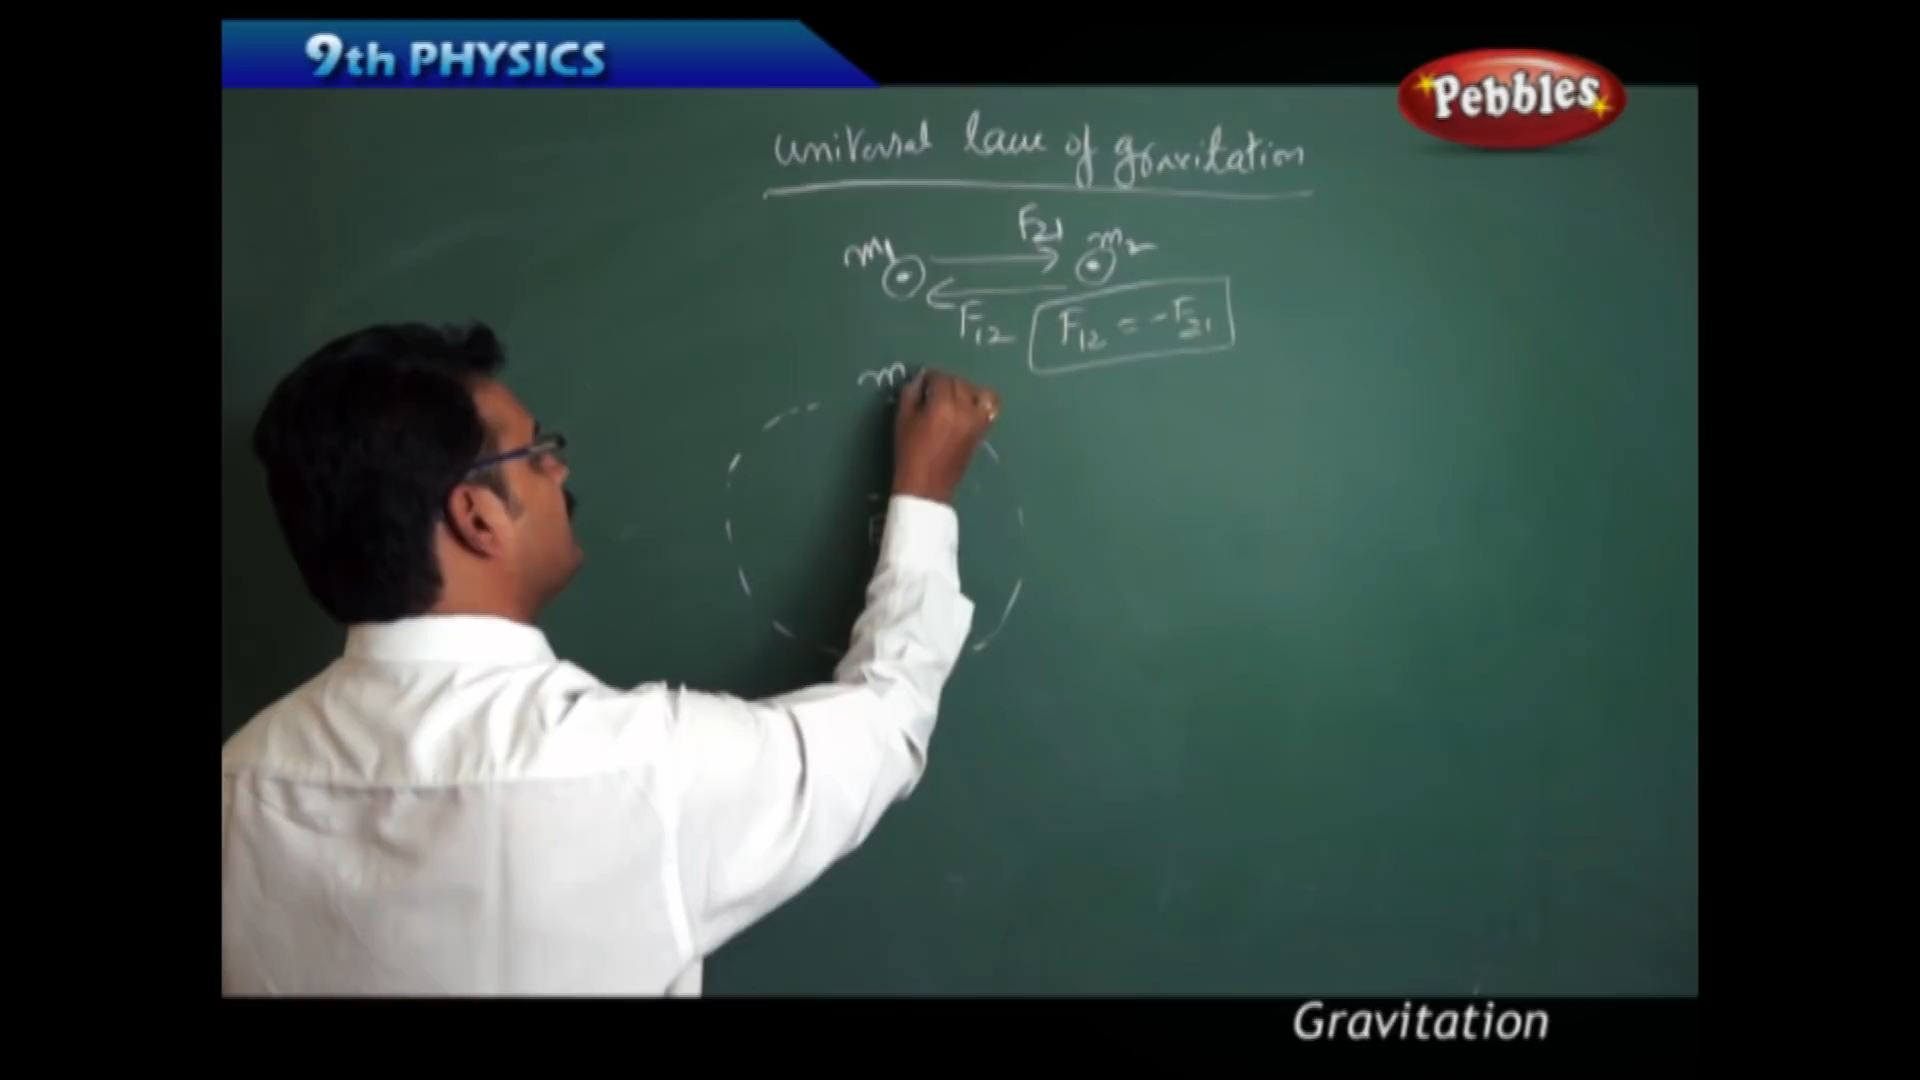 9th PHYSICS
Pebbles
universal law of gravitation
m1 F21 m2
F12 F12 = -F21
m
Gravitation